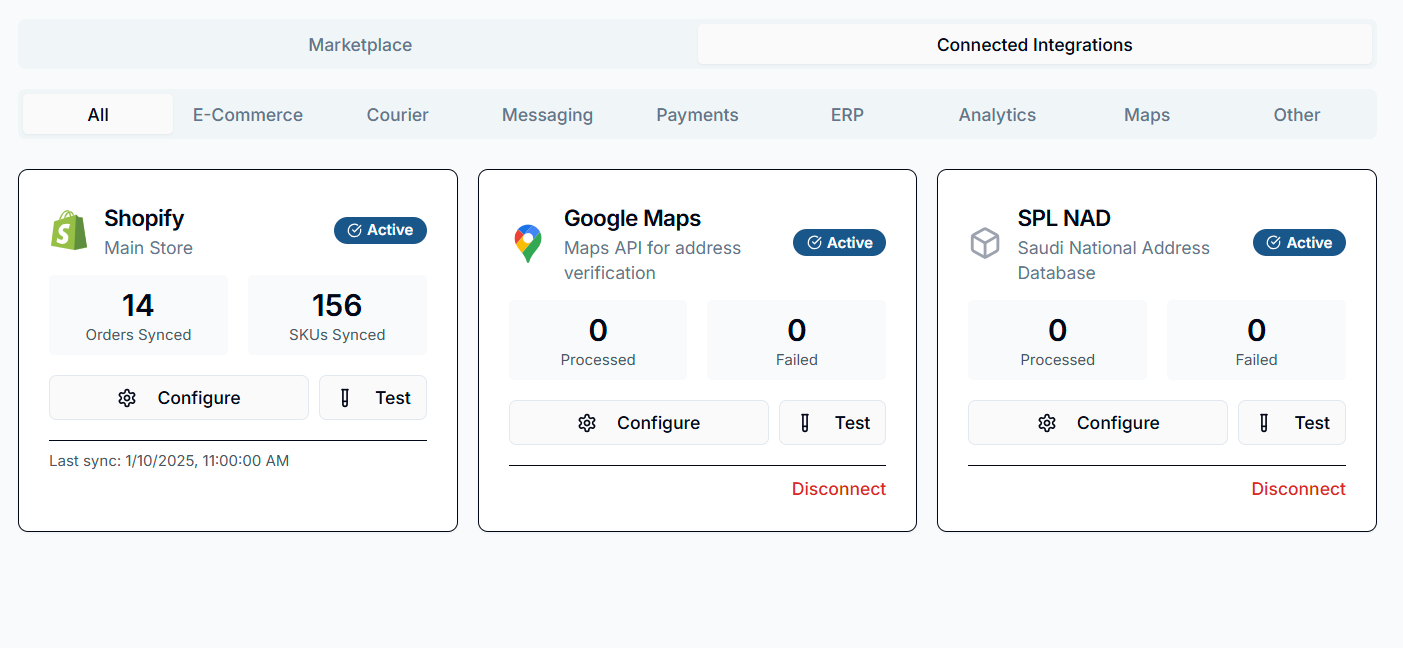 Marketplace
Connected Integrations
All
E-Commerce
Courier
Messaging
Payments
ERP
Analytics
Maps
Other
Shopify
Main Store
Active
14
Orders Synced
156
SKUs Synced
Configure
Test
Last sync: 1/10/2025, 11:00:00 AM
Google Maps
Maps API for address
verification
Active
0
Processed
0
Failed
Configure
Test
Disconnect
SPL NAD
Saudi National Address
Database
Active
0
Processed
0
Failed
Configure
Test
Disconnect